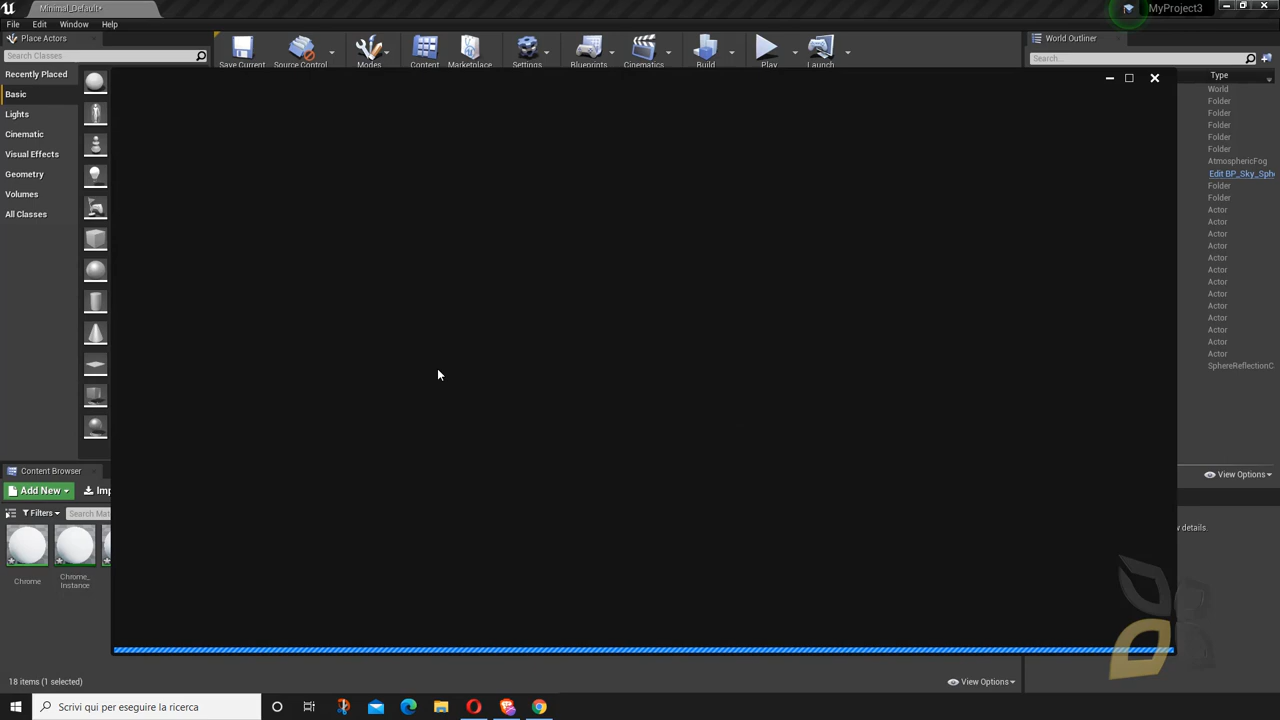 Minimal_Default*
MyProject3
File Edit Window Help
Place Actors
World Outliner
Search Classes
Save Current
Source Control
Modes
Content
Marketplace
Settings
Blueprints
Cinematics
Build
Play
Launch
Search...
Recently Placed
Basic
Lights
Cinematic
Visual Effects
Geometry
Volumes
All Classes
Type
World
Folder
Folder
Folder
Folder
Folder
AtmosphericFog
Edit BP_Sky_Sph
Folder
Folder
Actor
Actor
Actor
Actor
Actor
Actor
Actor
Actor
Actor
Actor
Actor
Actor
Actor
SphereReflectionC
View Options
Content Browser
Add New
Imp
Filters
Search Mat
Chrome
Chrome_
Instance
w details.
18 items (1 selected)
View Options
Scrivi qui per eseguire la ricerca